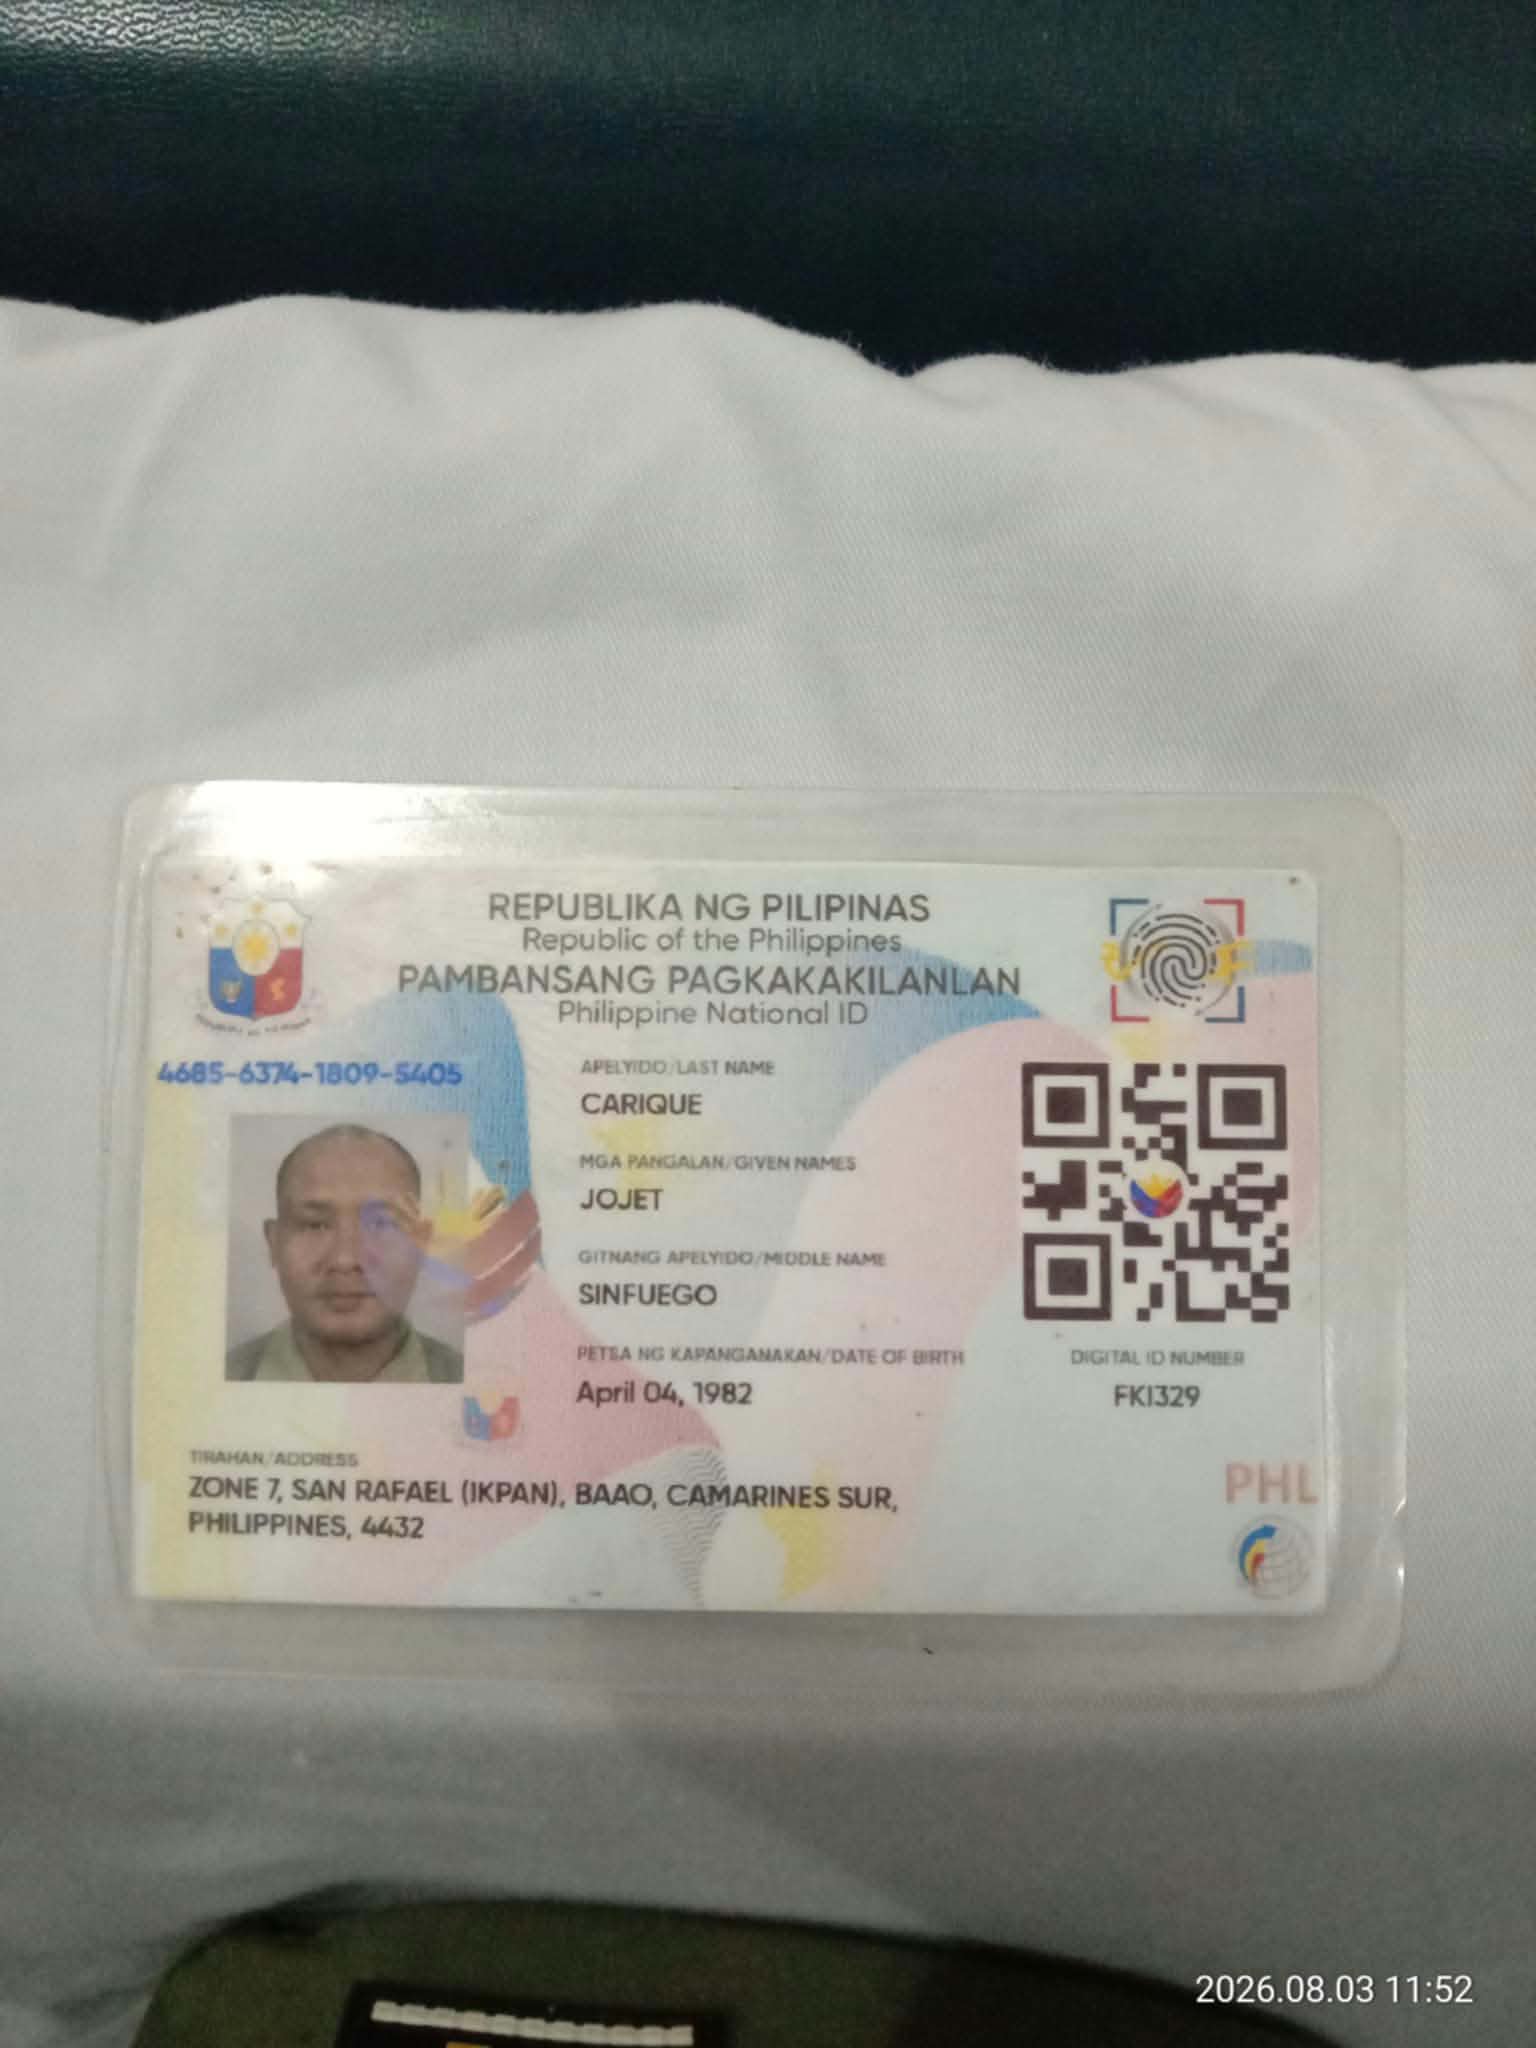 REPUBLIKA NG PILIPINAS
Republic of the Philippines
PAMBANSANG PAGKAKAKILANLAN
Philippine National ID
4685-6374-1809-5405
APELYIDO/LAST NAME
CARIQUE
MGA PANGALAN/GIVEN NAMES
JOJET
GITNANG APELYIDO/MIDDLE NAME
SINFUEGO
PETSA NG KAPANGANAKAN/DATE OF BIRTH
April 04, 1982
DIGITAL ID NUMBER
FKI329
TIRAHAN/ADDRESS
ZONE 7, SAN RAFAEL (IKPAN), BAAO, CAMARINES SUR,
PHILIPPINES, 4432
PHL
2026.08.03 11:52